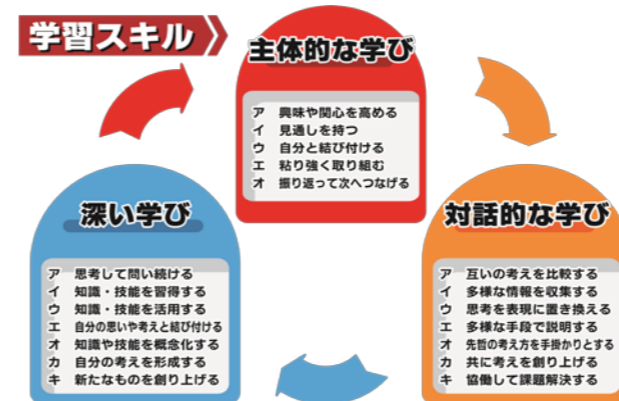 学習スキル
主体的な学び
ア 興味や関心を高める
イ 見通しを持つ
ウ 自分と結び付ける
エ 粘り強く取り組む
オ 振り返って次へつなげる
対話的な学び
ア 互いの考えを比較する
イ 多様な情報を収集する
ウ 思考を表現に置き換える
エ 多様な手段で説明する
オ 先哲の考え方を手掛かりとする
カ 共に考えを創り上げる
キ 協働して課題解決する
深い学び
ア 思考して問い続ける
イ 知識・技能を習得する
ウ 知識・技能を活用する
エ 自分の思いや考えと結び付ける
オ 知識や技能を概念化する
カ 自分の考えを形成する
キ 新たなものを創り上げる